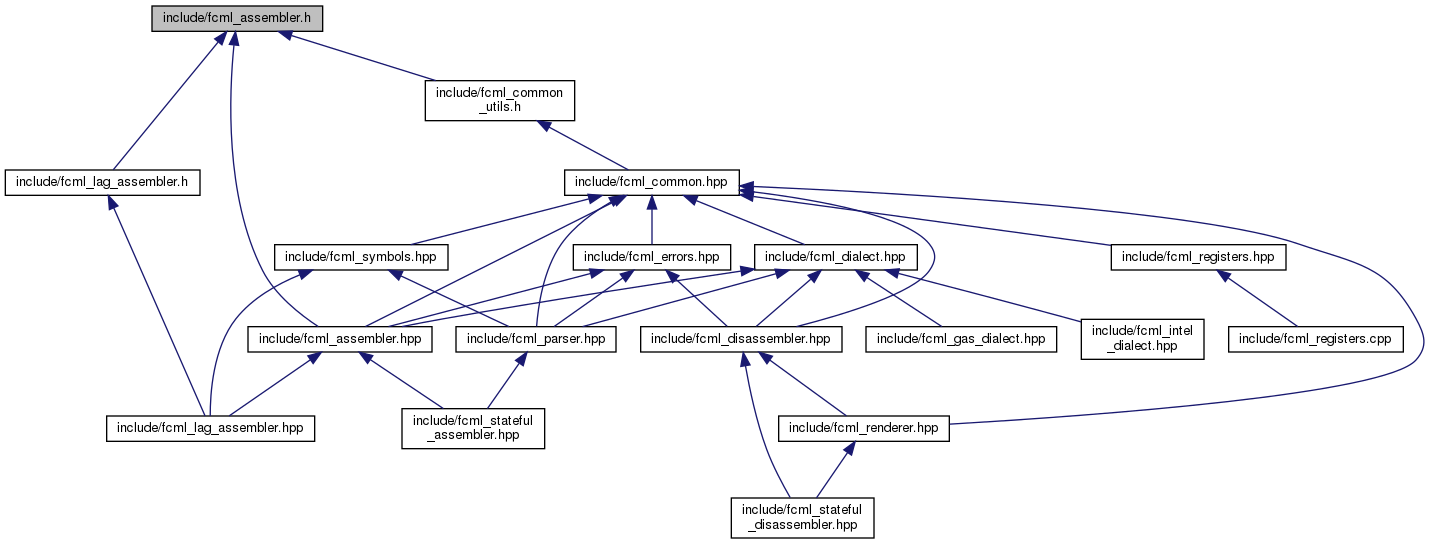 include/fcml_assembler.h
include/fcml_common
_utils.h
include/fcml_lag_assembler.h
include/fcml_common.hpp
include/fcml_symbols.hpp
include/fcml_errors.hpp
include/fcml_dialect.hpp
include/fcml_registers.hpp
include/fcml_assembler.hpp
include/fcml_parser.hpp
include/fcml_disassembler.hpp
include/fcml_gas_dialect.hpp
include/fcml_intel
_dialect.hpp
include/fcml_registers.cpp
include/fcml_lag_assembler.hpp
include/fcml_stateful
_assembler.hpp
include/fcml_renderer.hpp
include/fcml_stateful
_disassembler.hpp